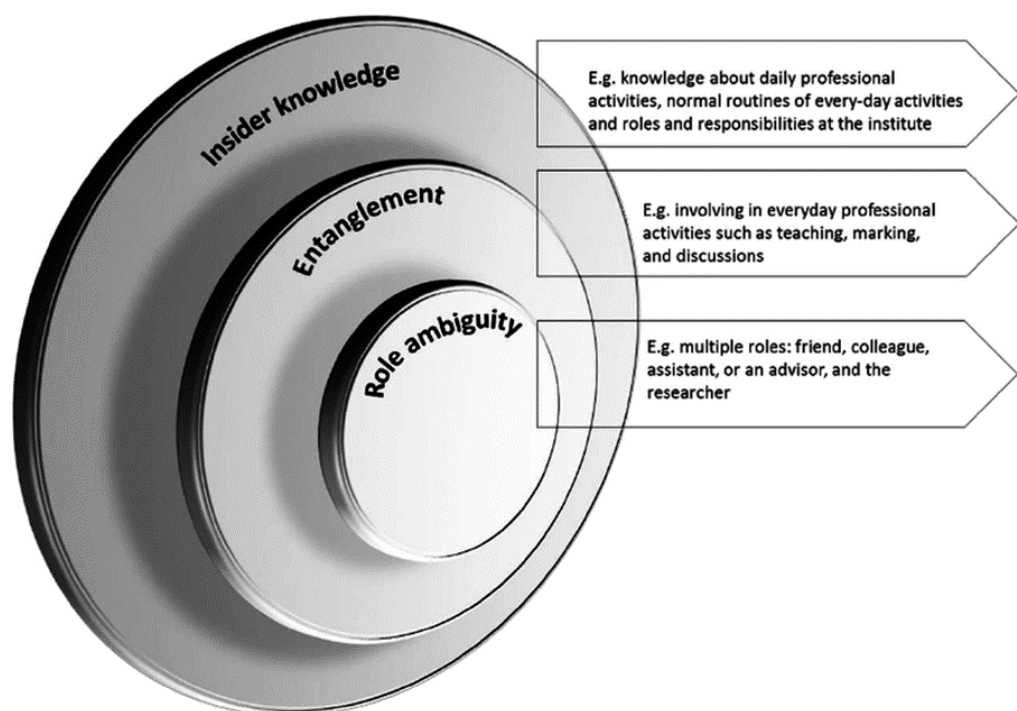 Insider knowledge
E.g. knowledge about daily professional
activities, normal routines of every-day activities
and roles and responsibilities at the institute
Entanglement
E.g. involving in everyday professional
activities such as teaching, marking,
and discussions
Role ambiguity
E.g. multiple roles: friend, colleague,
assistant, or an advisor, and the
researcher